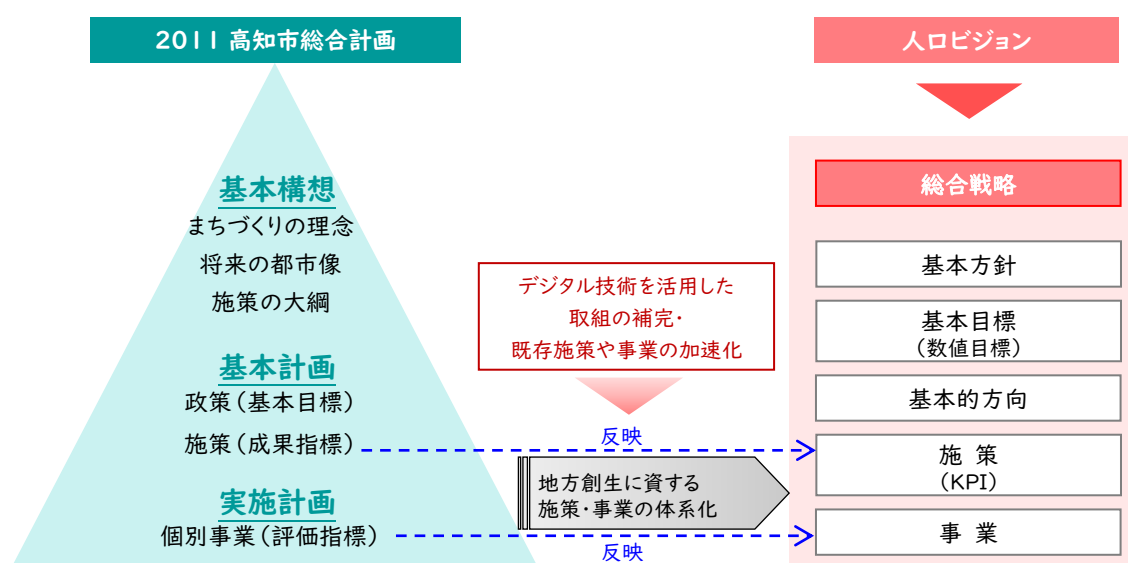 2011 高知市総合計画
基本構想
まちづくりの理念
将来の都市像
施策の大綱
基本計画
政策(基本目標)
施策(成果指標)
実施計画
個別事業(評価指標)
デジタル技術を活用した
取組の補完・
既存施策や事業の加速化
反映
地方創生に資する
施策・事業の体系化
反映
人口ビジョン
総合戦略
基本方針
基本目標
(数値目標)
基本的方向
施 策
(KPI)
事 業